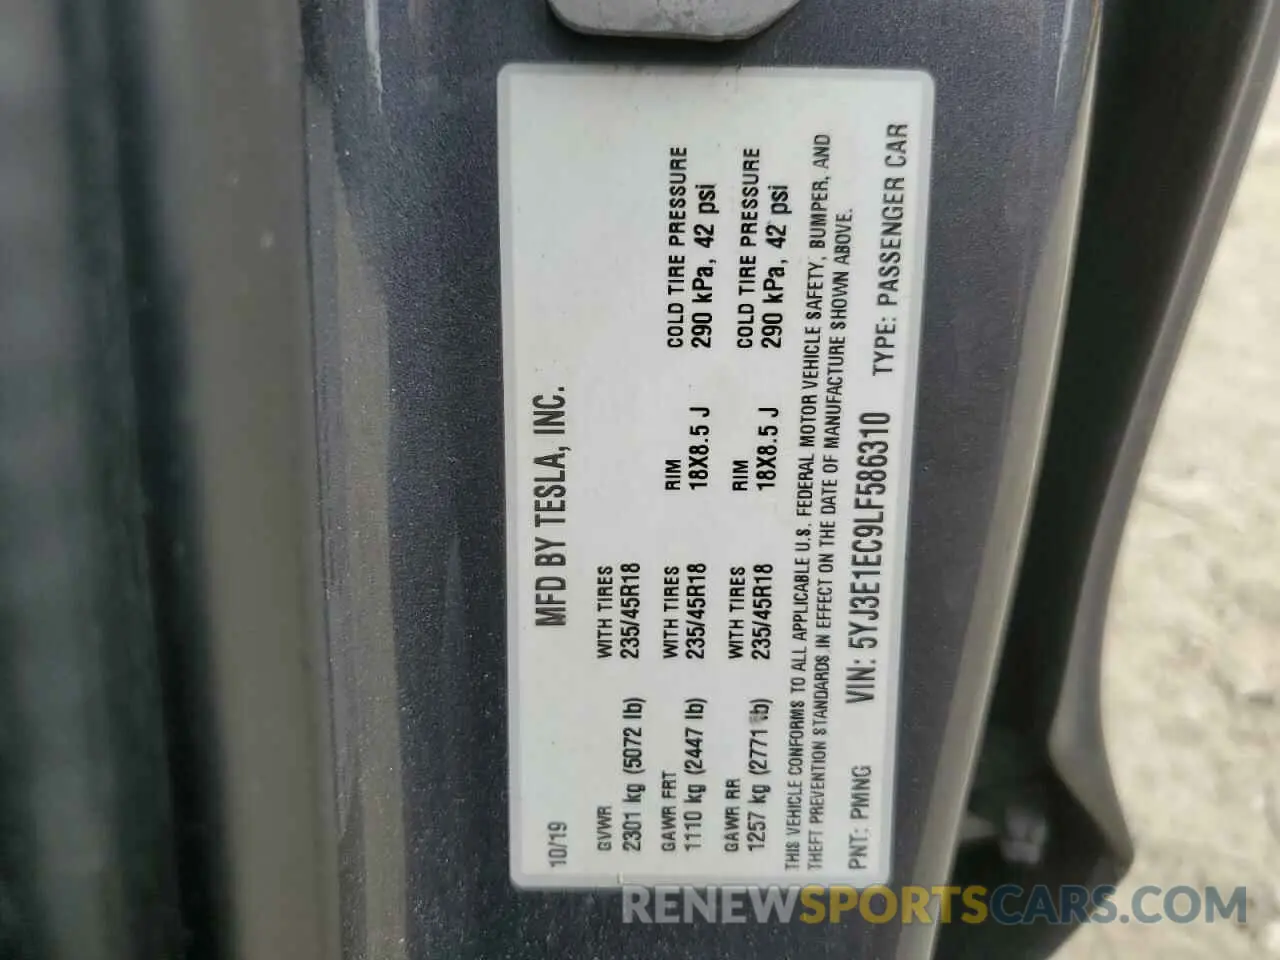 10/19 MFD BY TESLA, INC.
GVWR WITH TIRES
2301 kg (5072 lb) 235/45R18
GAWR FRT WITH TIRES RIM COLD TIRE PRESSURE
1110 kg (2447 lb) 235/45R18 18X8.5 J 290 kPa, 42 psi
GAWR RR WITH TIRES RIM COLD TIRE PRESSURE
1257 kg (2771 lb) 235/45R18 18X8.5 J 290 kPa, 42 psi
THIS VEHICLE CONFORMS TO ALL APPLICABLE U.S. FEDERAL MOTOR VEHICLE SAFETY, BUMPER, AND
THEFT PREVENTION STANDARDS IN EFFECT ON THE DATE OF MANUFACTURE SHOWN ABOVE.
PNT: PMNG VIN: 5YJ3E1EC9LF586310 TYPE: PASSENGER CAR
RENEWSPORTSCARS.COM